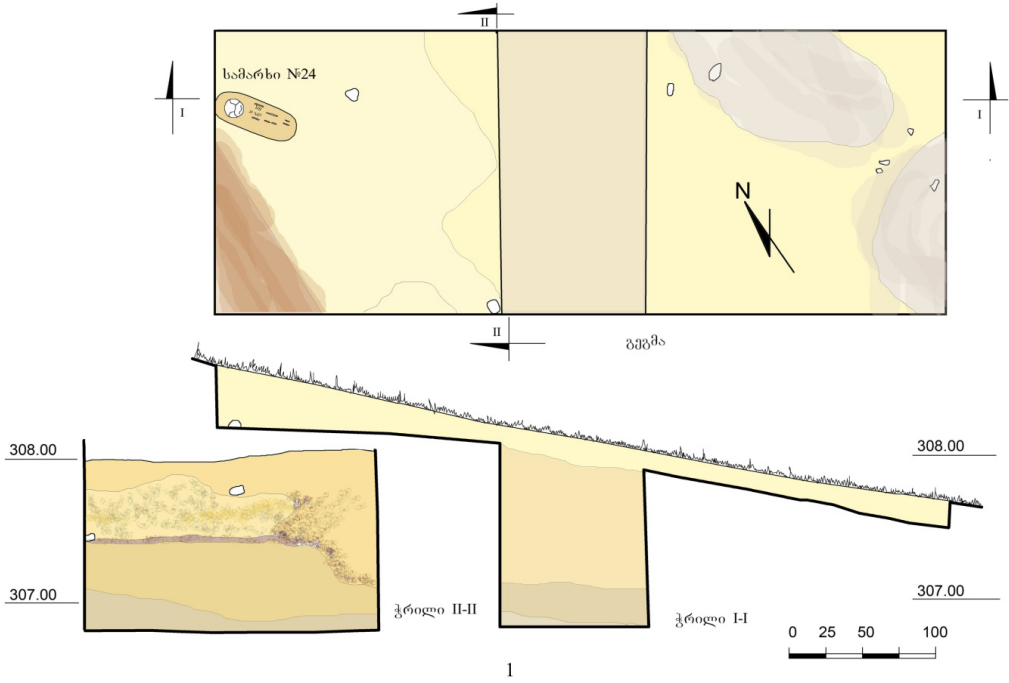 II
სამარხი №24
I
I
N
II
გეგმა
308.00
308.00
307.00
307.00
ჭრილი II-II
ჭრილი I-I
0 25 50 100
1